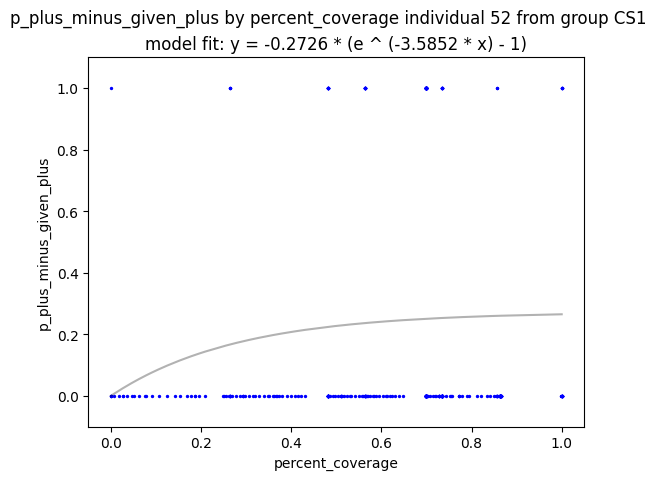 p_plus_minus_given_plus by percent_coverage individual 52 from group CS1
model fit: y = -0.2726 * (e ^ (-3.5852 * x) - 1)
1.0
0.8
0.6
0.4
0.2
0.0
p_plus_minus_given_plus
0.0 0.2 0.4 0.6 0.8 1.0
percent_coverage